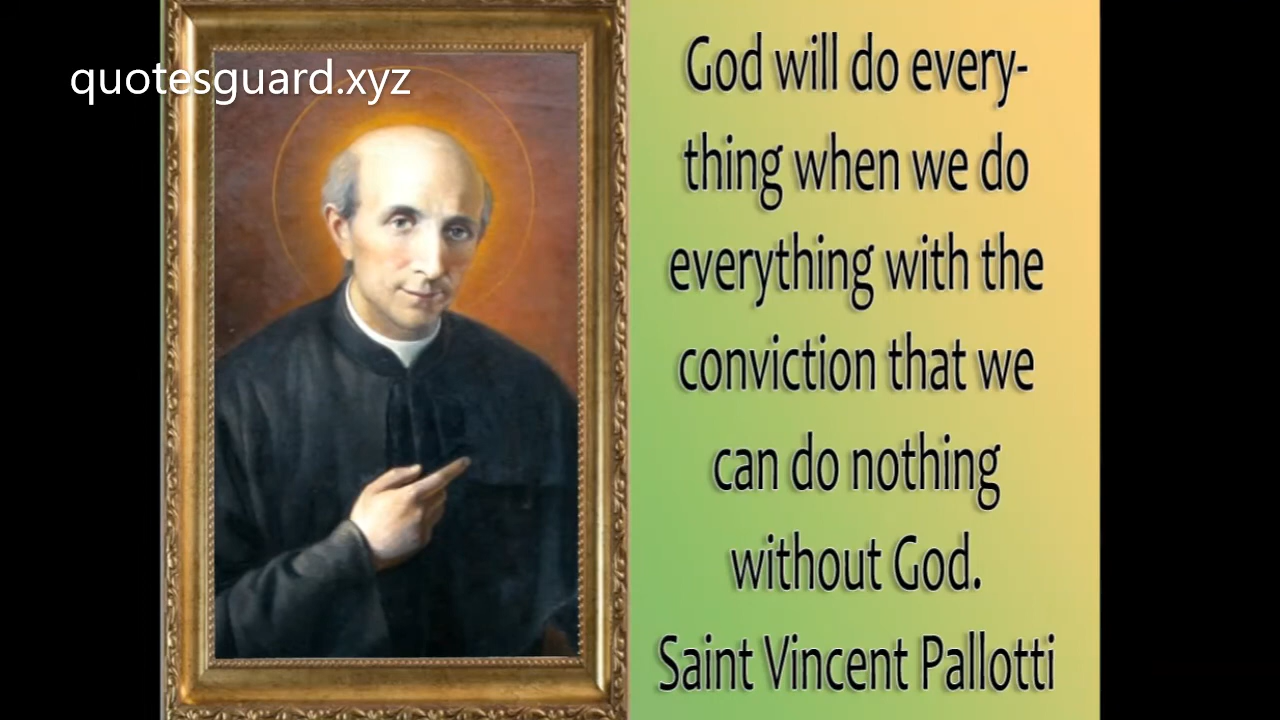 quotesguard.xyz
God will do every-
thing when we do
everything with the
conviction that we
can do nothing
without God.
Saint Vincent Pallotti